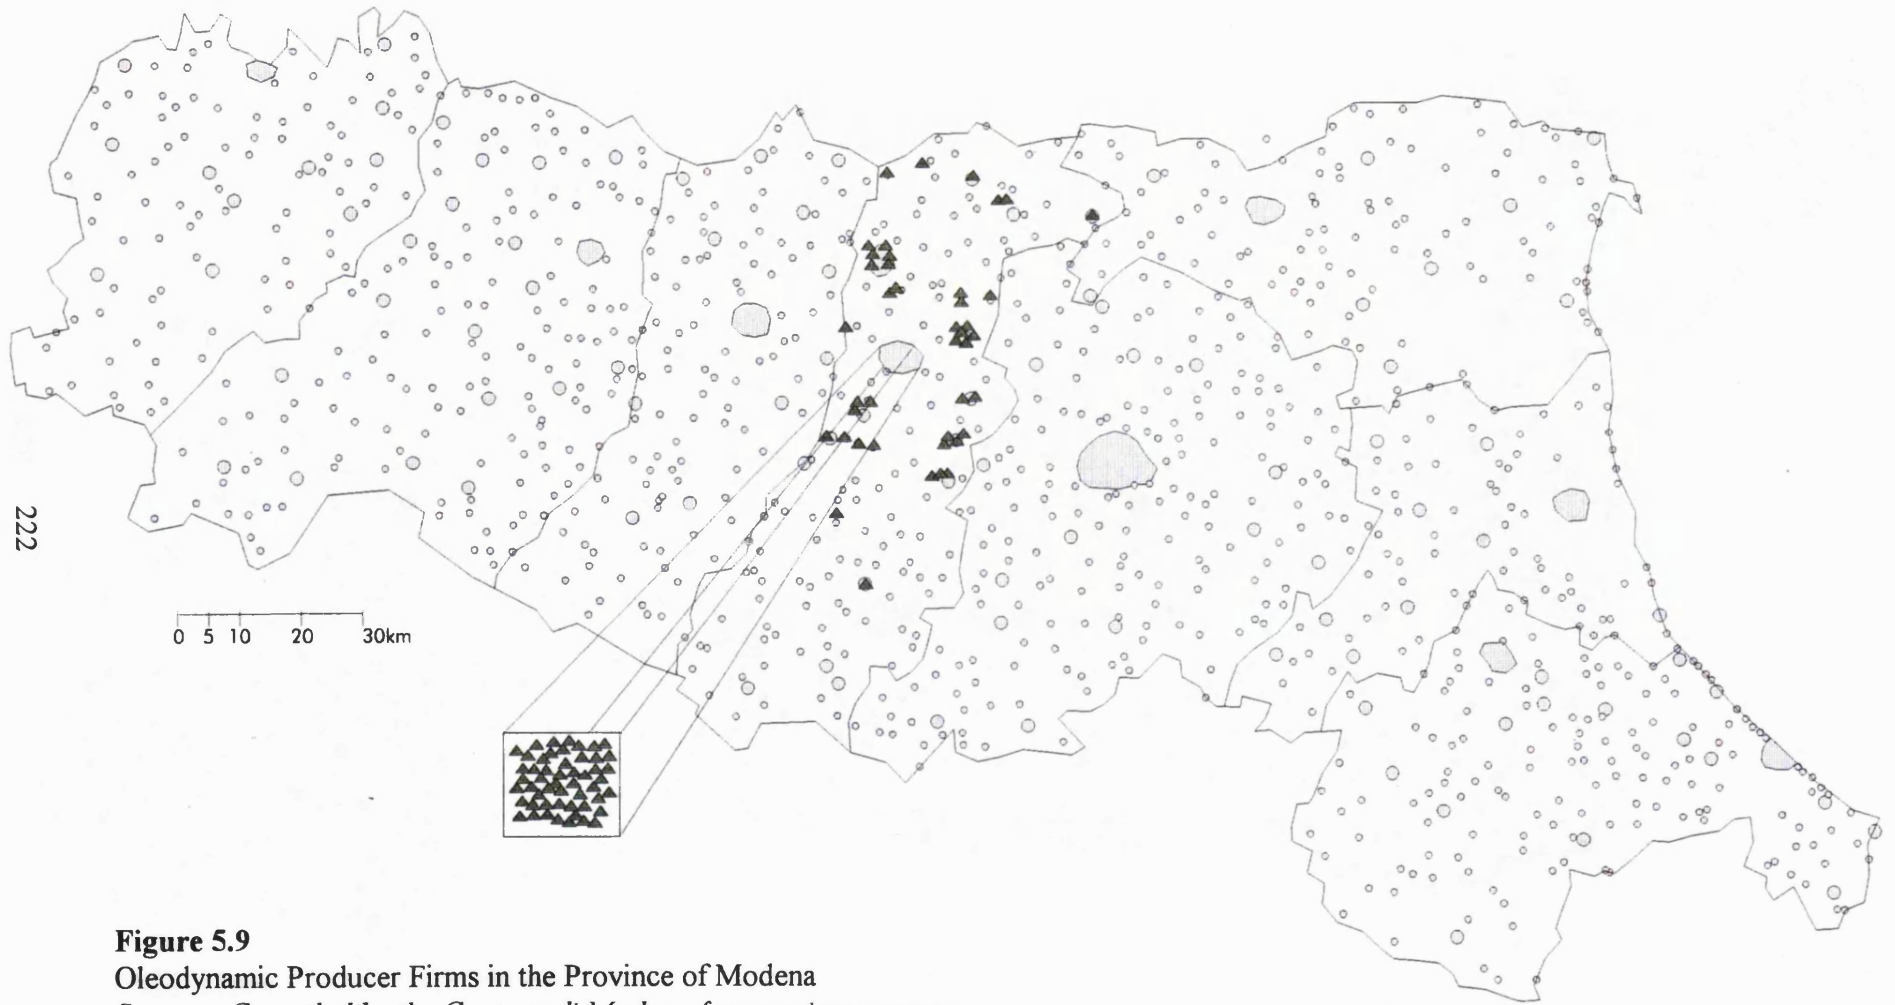 222
0 5 10 20 30km
Figure 5.9
Oleodynamic Producer Firms in the Province of Modena